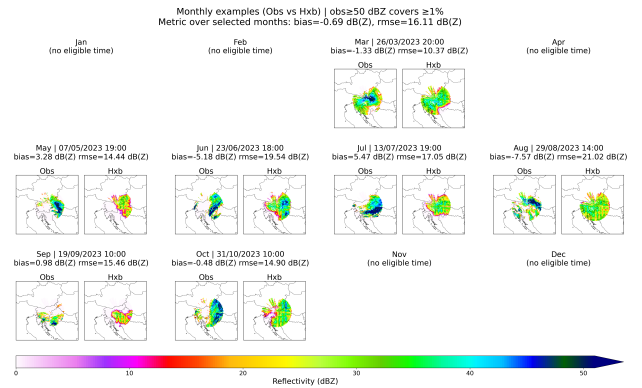 Monthly examples (Obs vs Hxb) | obs≥50 dBZ covers ≥1%
Metric over selected months: bias=-0.69 dB(Z), rmse=16.11 dB(Z)
Jan
(no eligible time)
Feb
(no eligible time)
Mar | 26/03/2023 20:00
bias=-1.33 dB(Z) rmse=10.37 dB(Z)
Obs Hxb
Apr
(no eligible time)
May | 07/05/2023 19:00
bias=3.28 dB(Z) rmse=14.44 dB(Z)
Obs Hxb
Jun | 23/06/2023 18:00
bias=-5.18 dB(Z) rmse=19.54 dB(Z)
Obs Hxb
Jul | 13/07/2023 19:00
bias=5.47 dB(Z) rmse=17.05 dB(Z)
Obs Hxb
Aug | 29/08/2023 14:00
bias=-7.57 dB(Z) rmse=21.02 dB(Z)
Obs Hxb
Sep | 19/09/2023 10:00
bias=0.98 dB(Z) rmse=15.46 dB(Z)
Obs Hxb
Oct | 31/10/2023 10:00
bias=-0.48 dB(Z) rmse=14.90 dB(Z)
Obs Hxb
Nov
(no eligible time)
Dec
(no eligible time)
0 10 20 30 40 50
Reflectivity (dBZ)